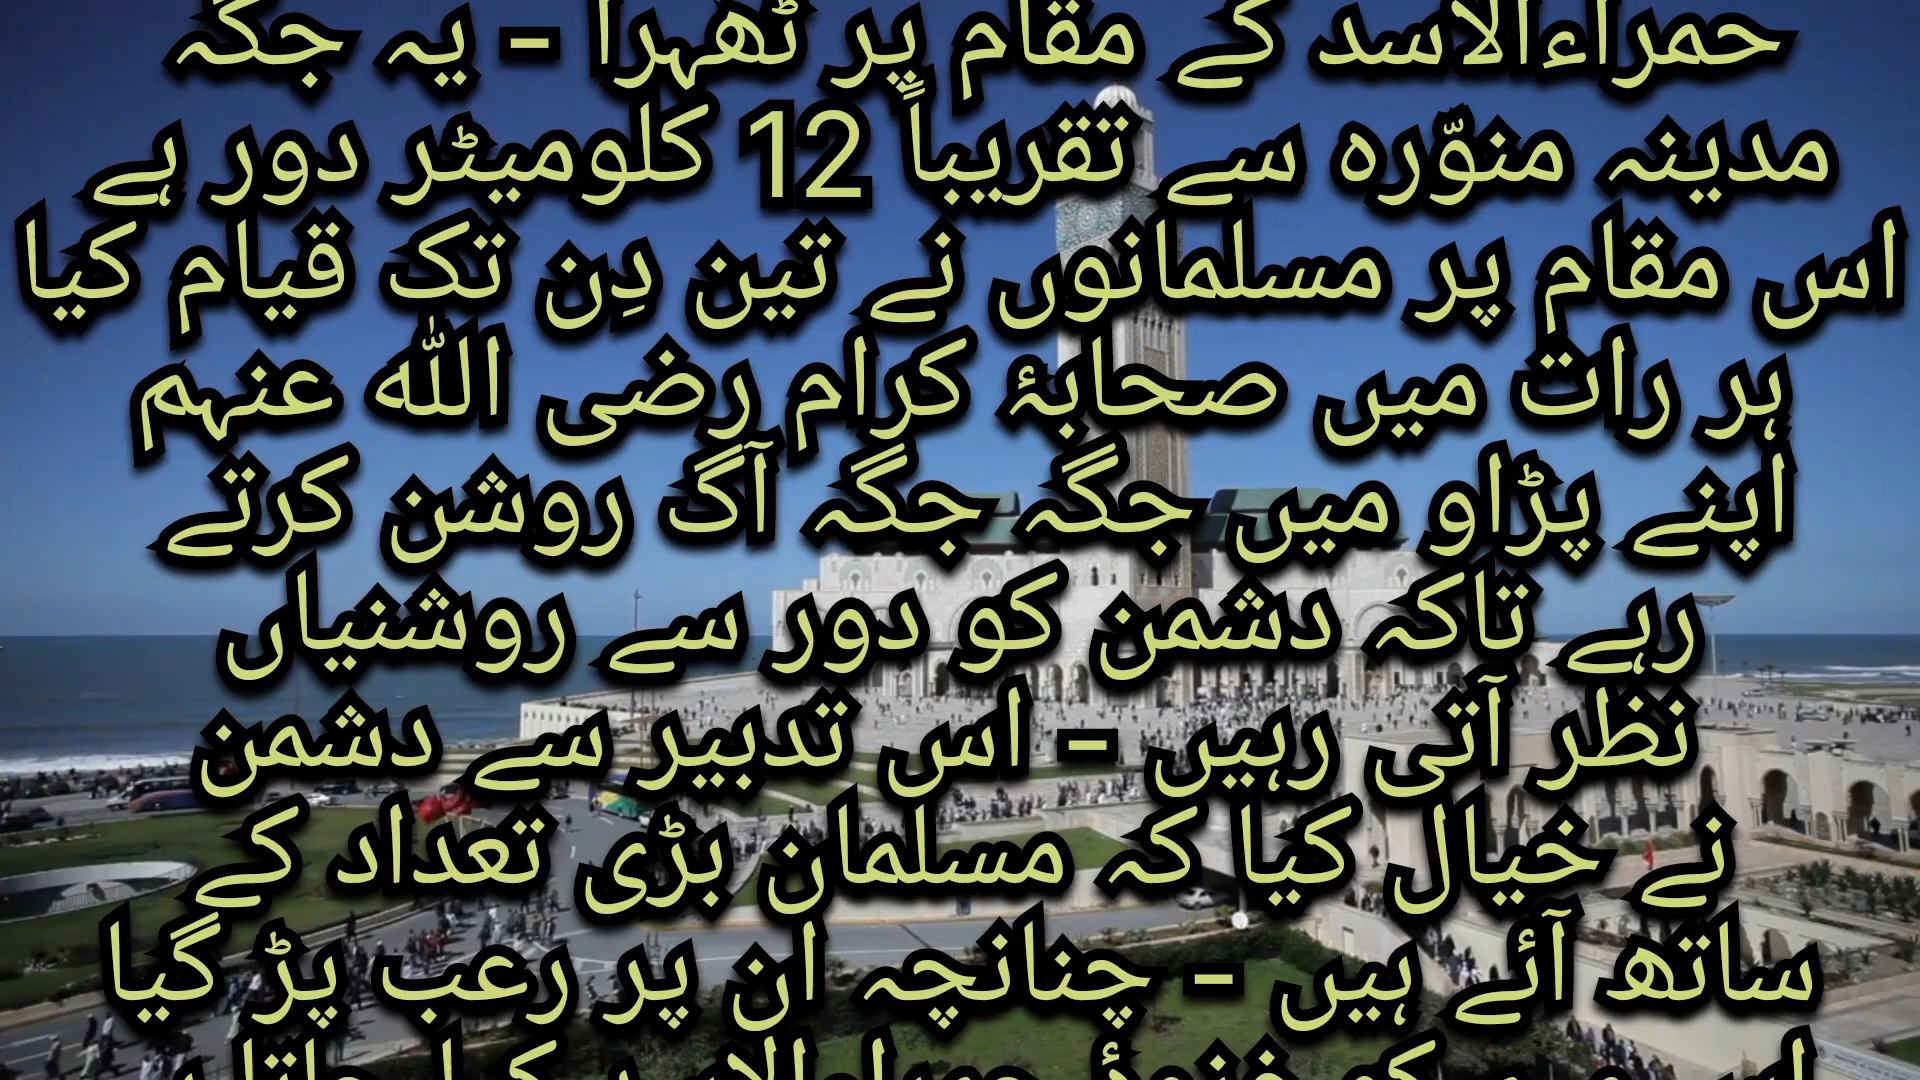 حمراءالاسد کے مقام پر ٹھہرا - یہ جگہ
مدینہ منوّرہ سے تقریباً 12 کلومیٹر دور ہے
اس مقام پر مسلمانوں نے تین دِن تک قیام کیا
ہر رات میں صحابۂ کرام رضی اللّٰہ عنہم
اپنے پڑاو میں جگہ جگہ آگ روشن کرتے
رہے تاکہ دشمن کو دور سے روشنیاں
نظر آتی رہیں - اس تدبیر سے دشمن
نے خیال کیا کہ مسلمان بڑی تعداد کے
ساتھ آئے ہیں - چنانچہ ان پر رعب پڑ گیا